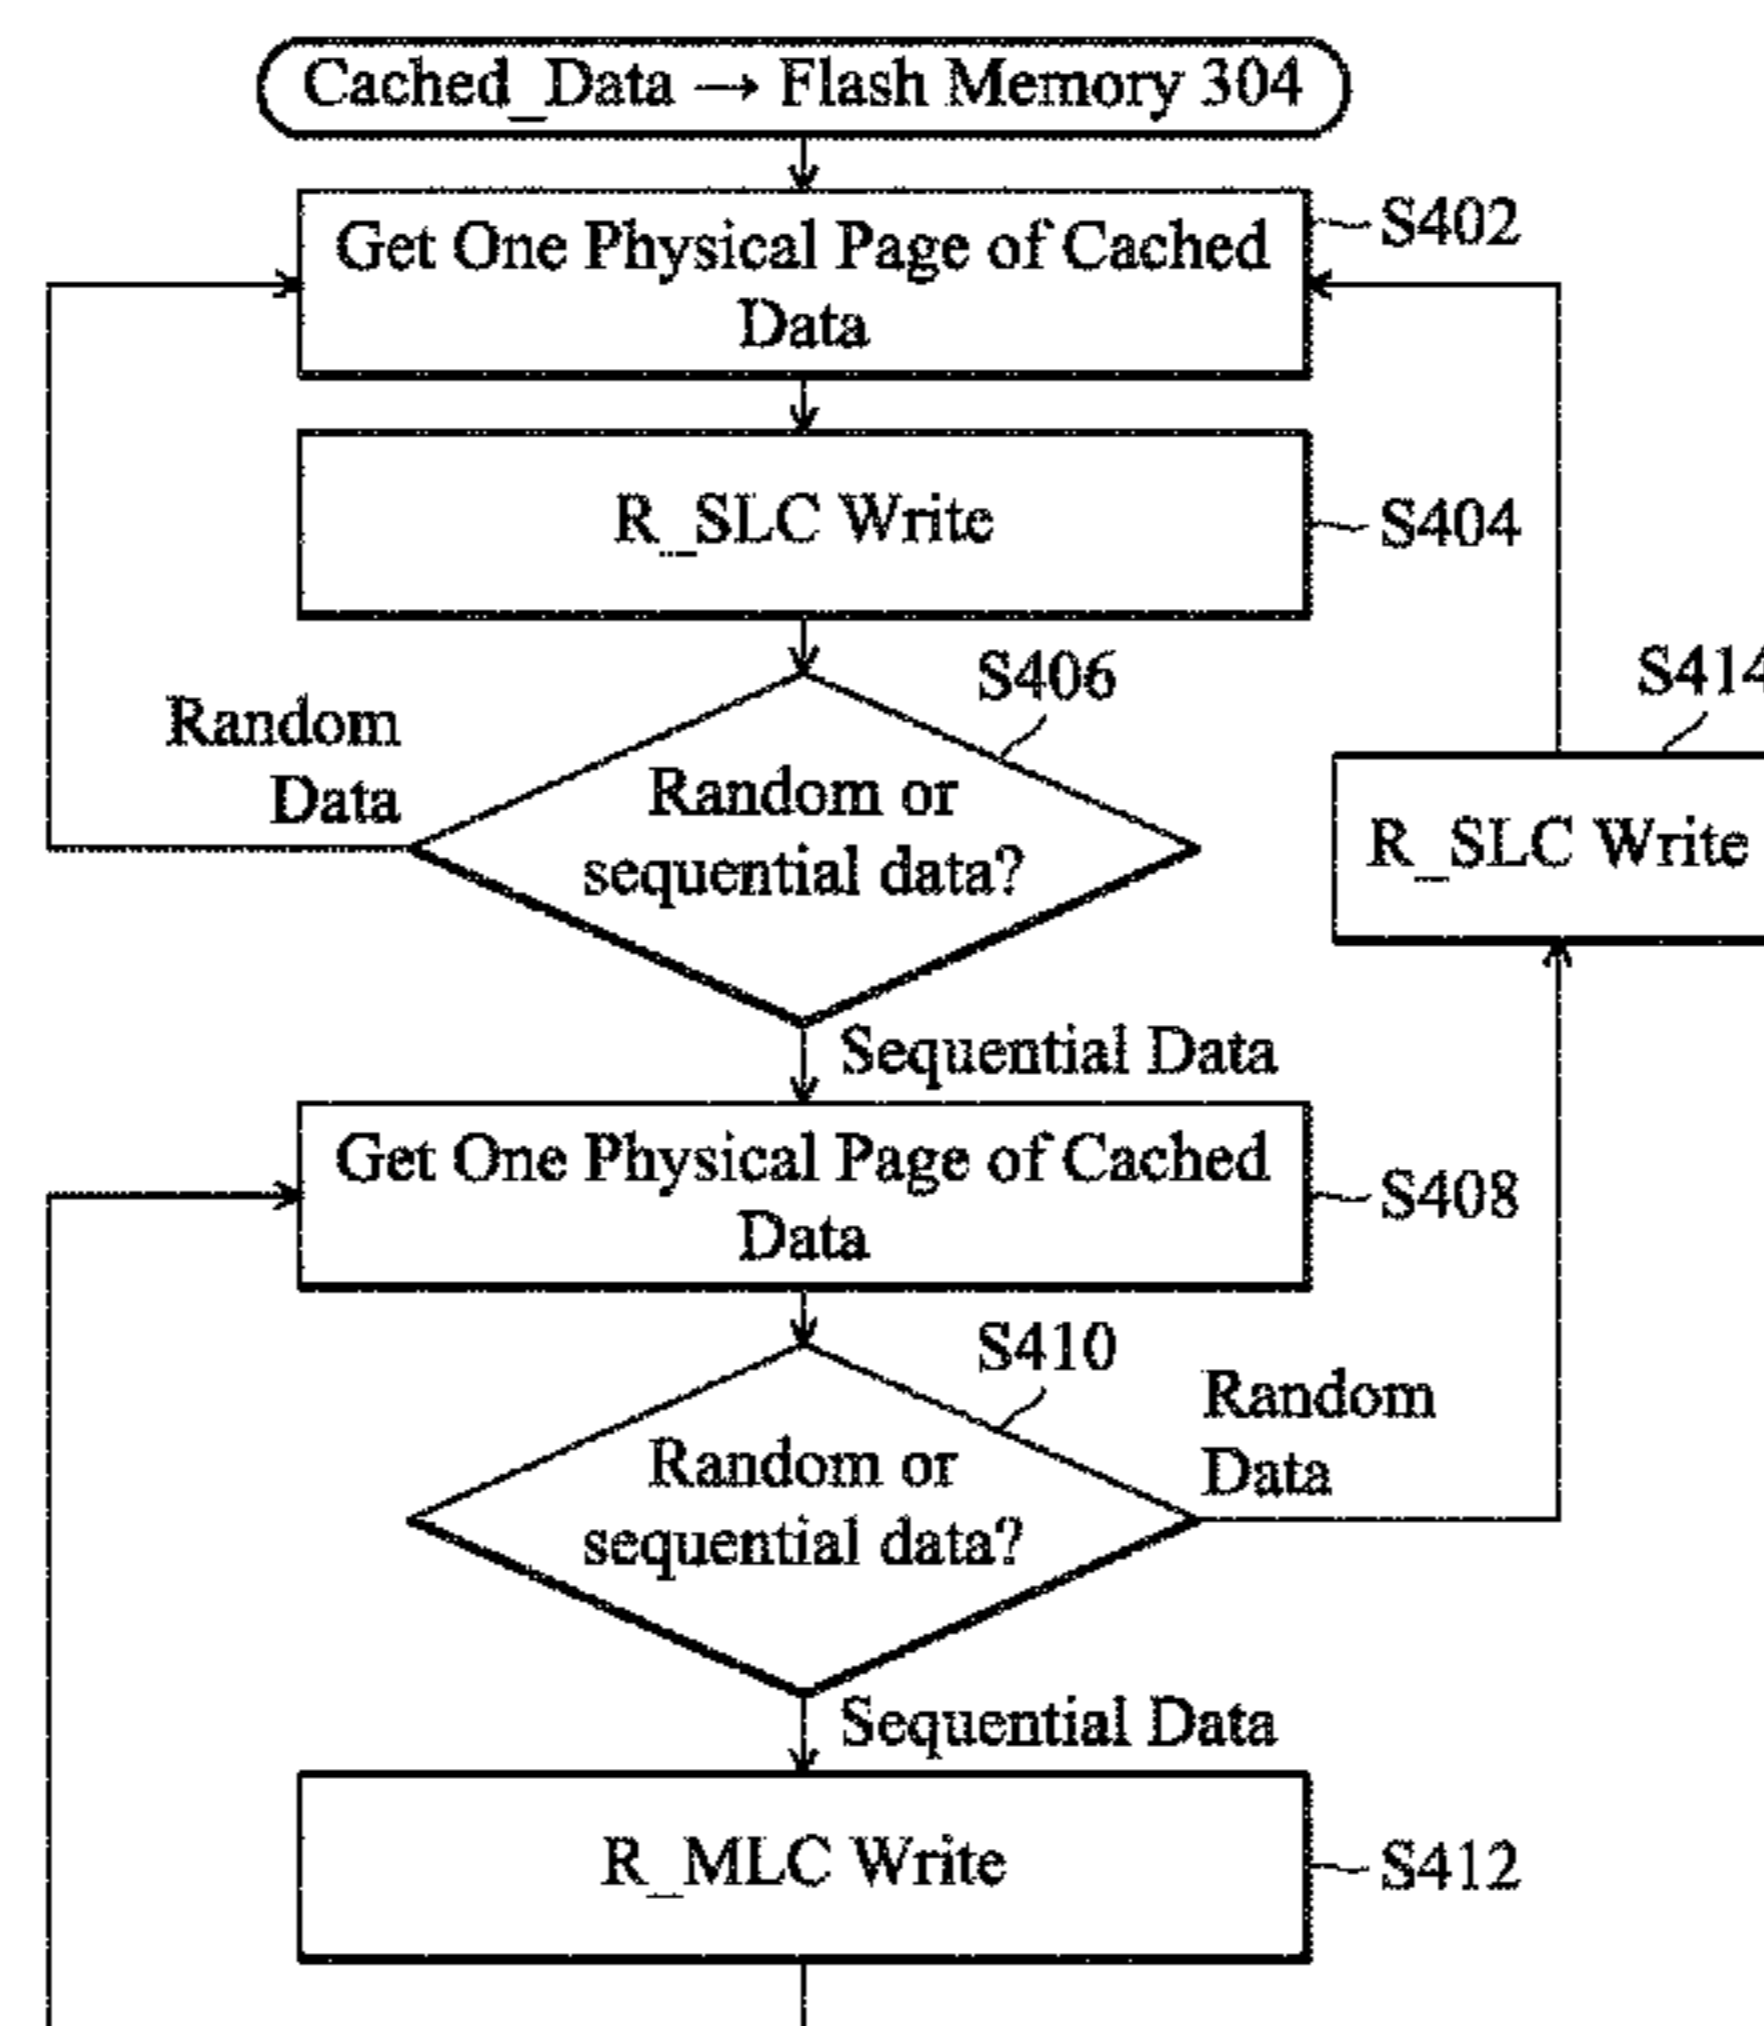 Cached_Data → Flash Memory 304
Get One Physical Page of Cached
Data
S402
R_SLC Write
S404
S406
Random
Data
Random or
sequential data?
S414
R_SLC Write
Sequential Data
Get One Physical Page of Cached
Data
S408
S410
Random
Data
Random or
sequential data?
Sequential Data
R_MLC Write
S412